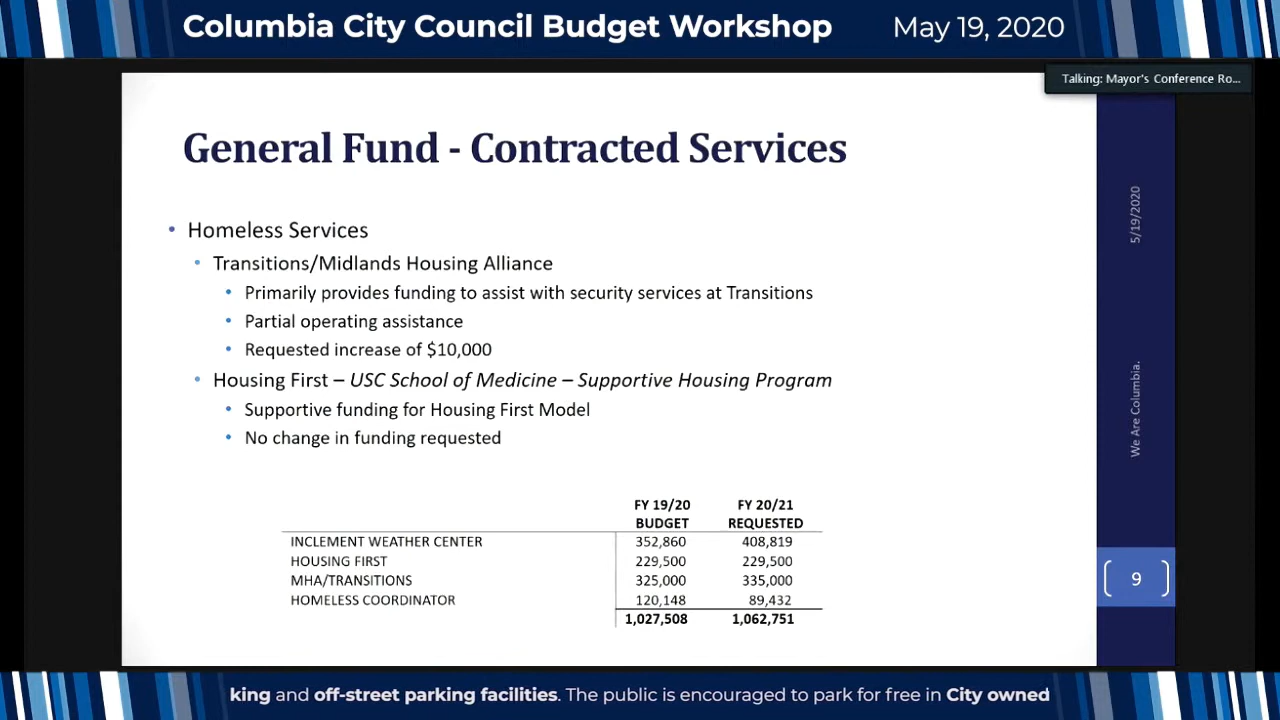 Columbia City Council Budget Workshop May 19, 2020
Talking: Mayor's Conference Ro...
General Fund - Contracted Services
5/19/2020
• Homeless Services
• Transitions/Midlands Housing Alliance
• Primarily provides funding to assist with security services at Transitions
• Partial operating assistance
• Requested increase of $10,000
• Housing First – USC School of Medicine – Supportive Housing Program
• Supportive funding for Housing First Model
• No change in funding requested
We Are Columbia.
FY 19/20 FY 20/21
BUDGET REQUESTED
INCLEMENT WEATHER CENTER 352,860 408,819
HOUSING FIRST 229,500 229,500
MHA/TRANSITIONS 325,000 335,000
HOMELESS COORDINATOR 120,148 89,432
1,027,508 1,062,751
9
king and off-street parking facilities. The public is encouraged to park for free in City owned